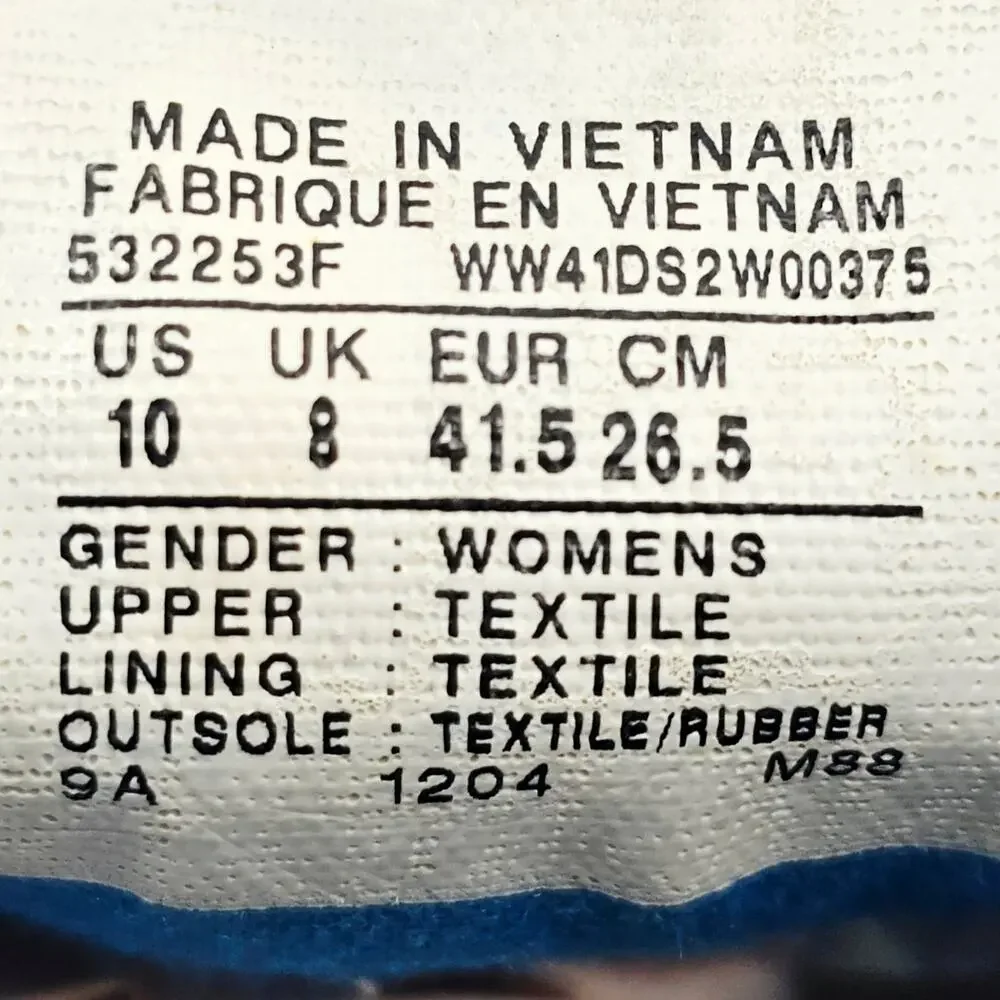 MADE IN VIETNAM
FABRIQUE EN VIETNAM
532253F WW41DS2W00375
US UK EUR CM
10 8 41.5 26.5
GENDER : WOMENS
UPPER : TEXTILE
LINING : TEXTILE
OUTSOLE : TEXTILE/RUBBER
9A 1204 M88